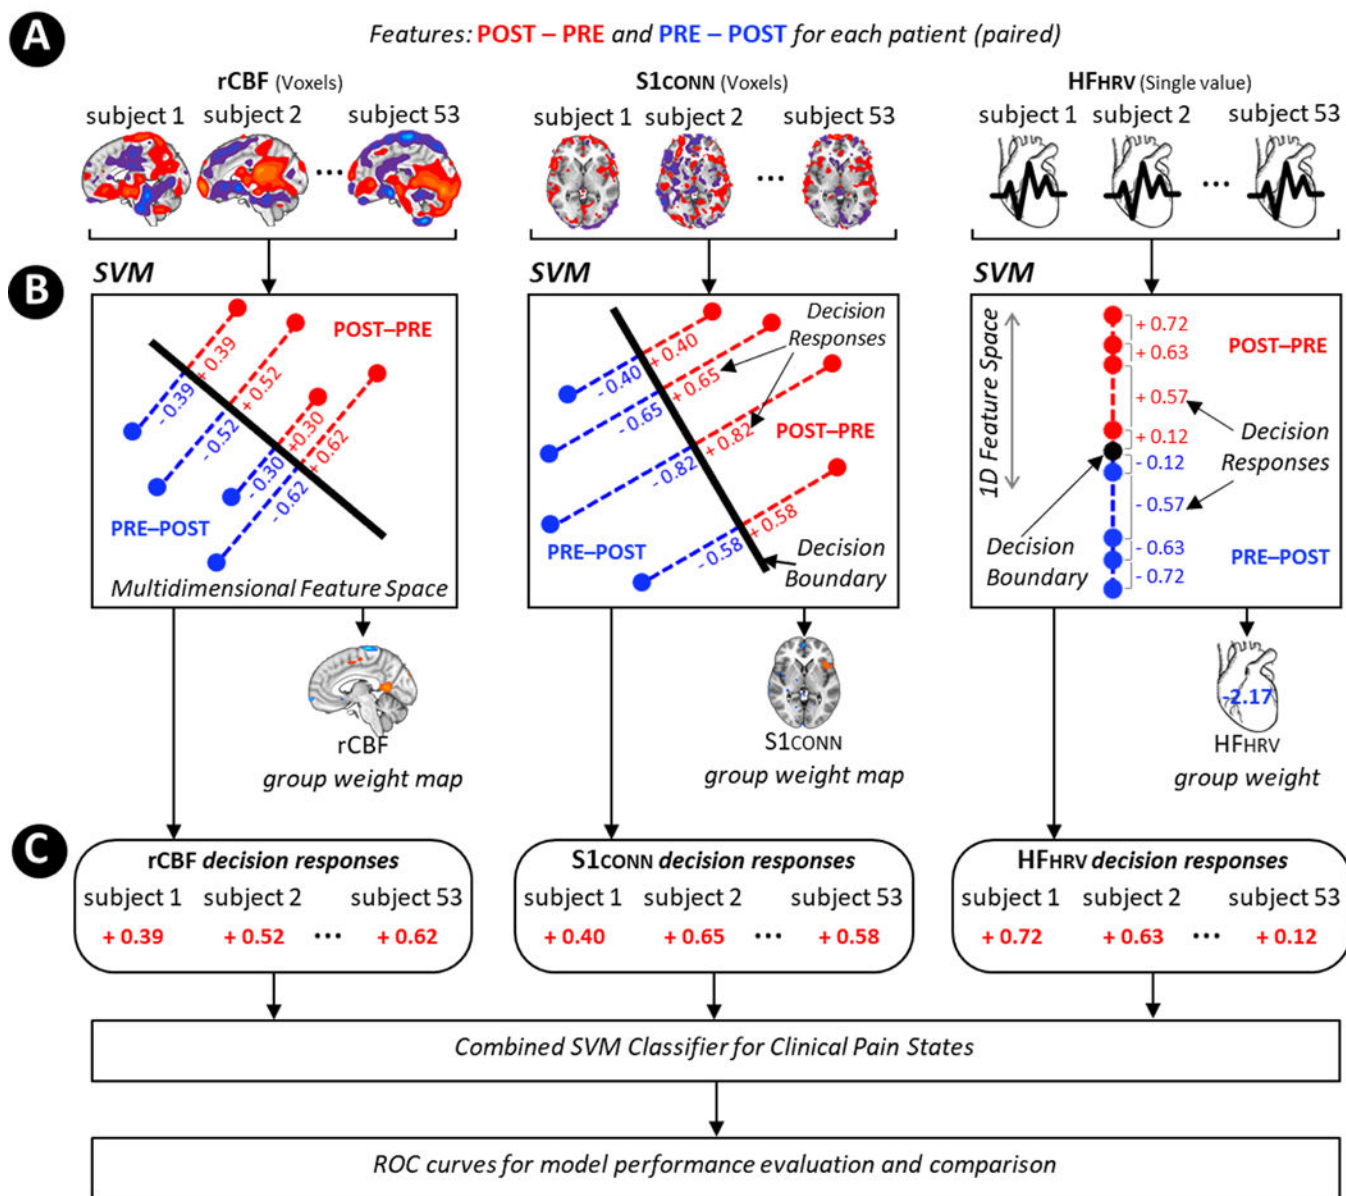 A
Features: POST – PRE and PRE – POST for each patient (paired)
rCBF (Voxels)
subject 1 subject 2 subject 53
...
S1CONN (Voxels)
subject 1 subject 2 subject 53
...
HFHRV (Single value)
subject 1 subject 2 subject 53
...
B
SVM
POST–PRE
+ 0.39
- 0.39
+ 0.52
- 0.52
+0.30
- 0.30
+ 0.62
- 0.62
PRE–POST
Multidimensional Feature Space
rCBF
group weight map
SVM
Decision
Responses
+ 0.40
- 0.40
+ 0.65
- 0.65
+ 0.82
- 0.82
POST–PRE
+ 0.58
- 0.58
PRE–POST
Decision
Boundary
S1CONN
group weight map
SVM
1D Feature Space
+ 0.72
+ 0.63
POST–PRE
+ 0.57
+ 0.12
Decision
Responses
- 0.12
- 0.57
- 0.63
- 0.72
PRE–POST
Decision
Boundary
-2.17
HFHRV
group weight
C
rCBF decision responses
subject 1 subject 2 subject 53
+ 0.39 + 0.52 ... + 0.62
S1CONN decision responses
subject 1 subject 2 subject 53
+ 0.40 + 0.65 ... + 0.58
HFHRV decision responses
subject 1 subject 2 subject 53
+ 0.72 + 0.63 ... + 0.12
Combined SVM Classifier for Clinical Pain States
ROC curves for model performance evaluation and comparison